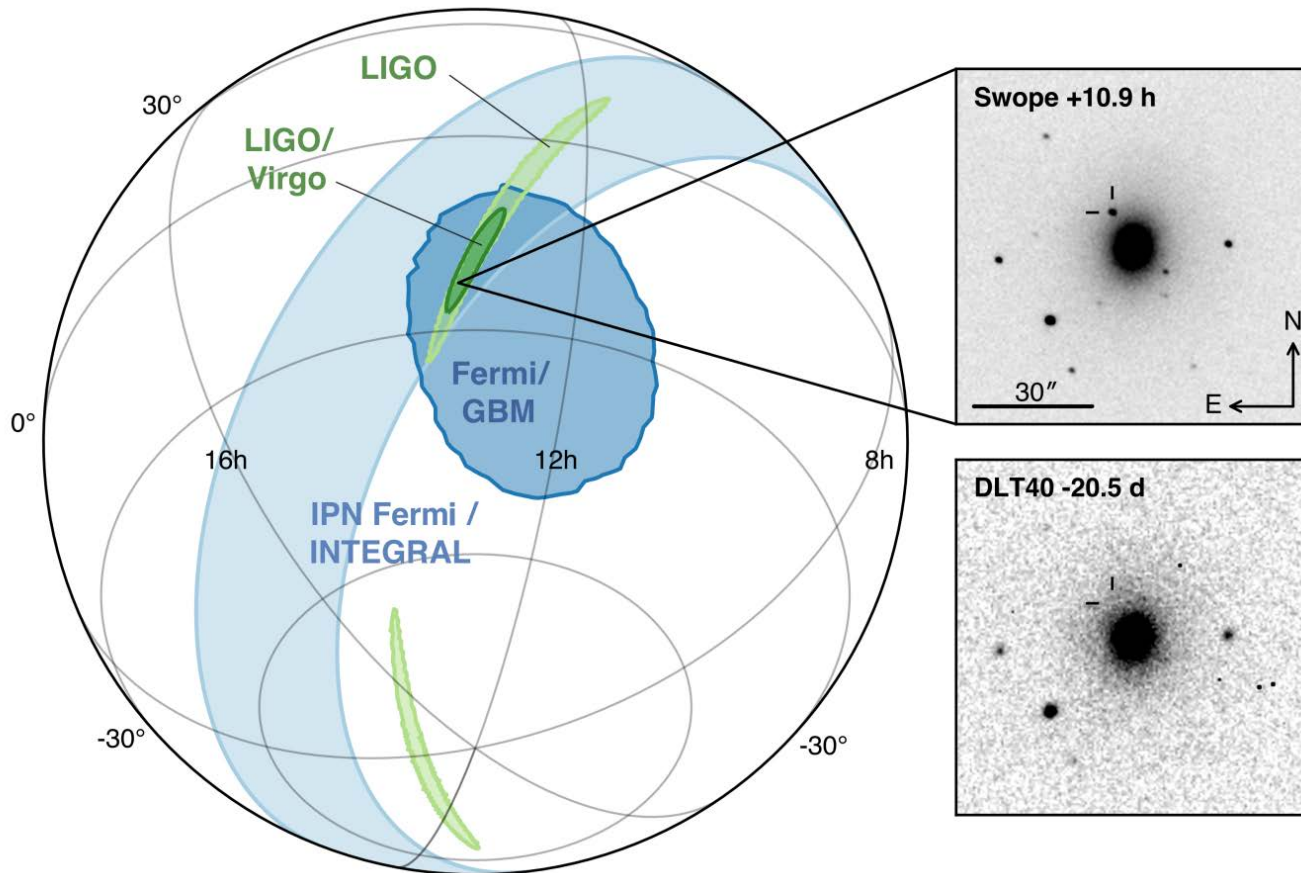 LIGO
LIGO/
Virgo
30°
0°
-30°
-30°
16h
12h
8h
Fermi/
GBM
IPN Fermi /
INTEGRAL
Swope +10.9 h
N
E
30″
DLT40 -20.5 d